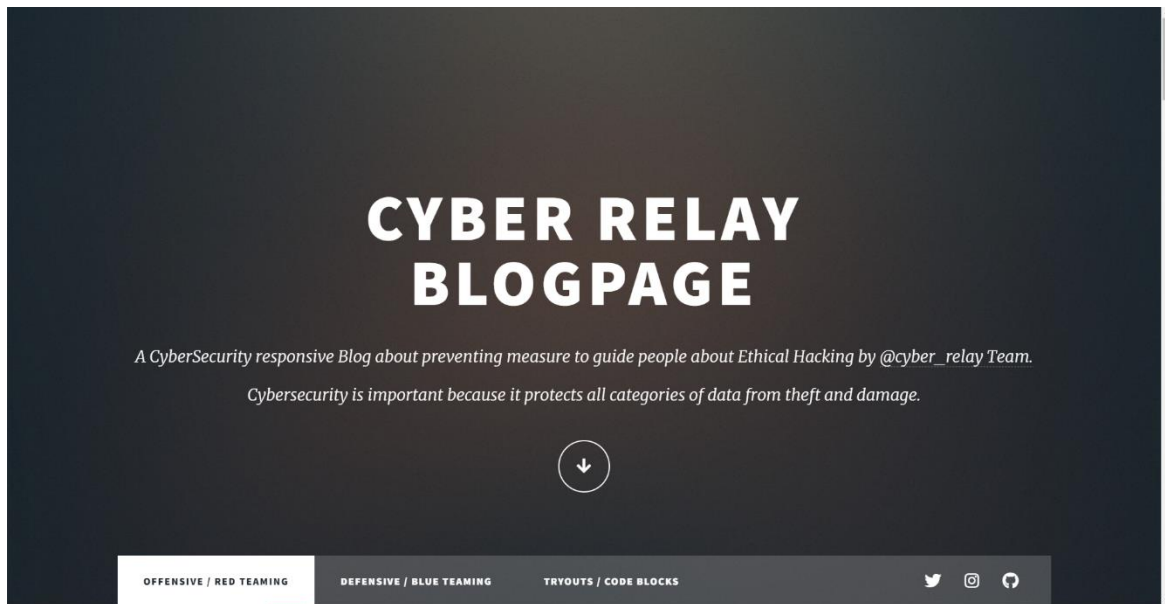 CYBER RELAY
BLOGPAGE
A CyberSecurity responsive Blog about preventing measure to guide people about Ethical Hacking by @cyber_relay Team.
Cybersecurity is important because it protects all categories of data from theft and damage.
OFFENSIVE / RED TEAMING DEFENSIVE / BLUE TEAMING TRYOUTS / CODE BLOCKS